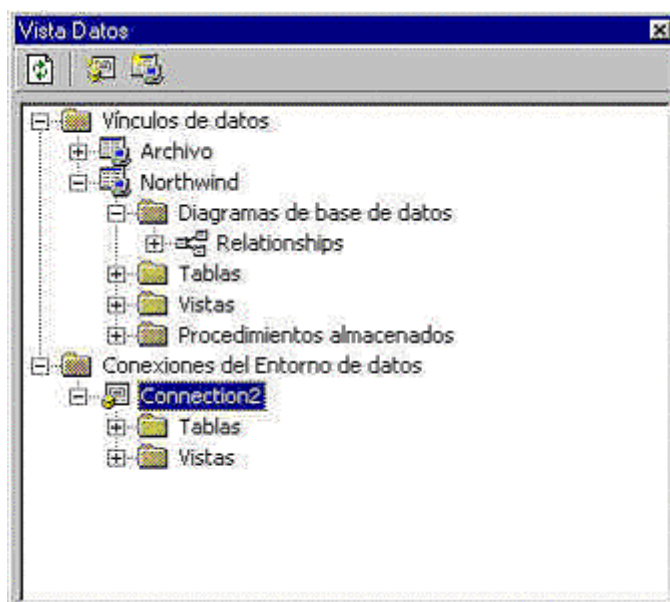 Vista Datos
Vínculos de datos
Archivo
Northwind
Diagramas de base de datos
Relationships
Tablas
Vistas
Procedimientos almacenados
Conexiones del Entorno de datos
Connection2
Tablas
Vistas